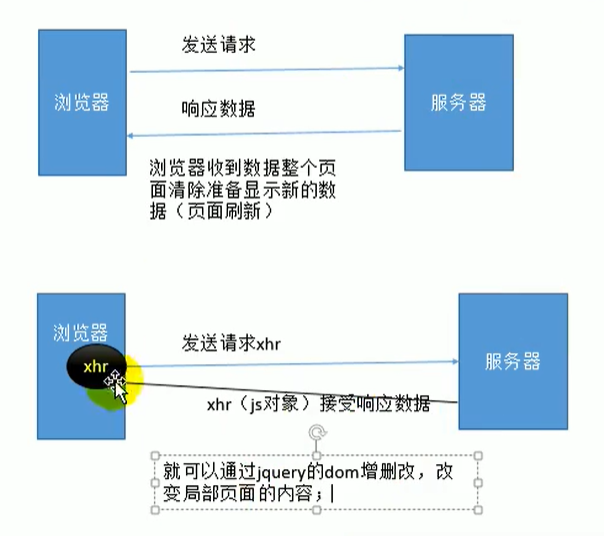 发送请求
浏览器
服务器
响应数据
浏览器收到数据整个页
面清除准备显示新的数
据（页面刷新）
浏览器
发送请求xhr
服务器
xhr
xhr（js对象）接受响应数据
就可以通过jquery的dom增删改，改
变局部页面的内容；